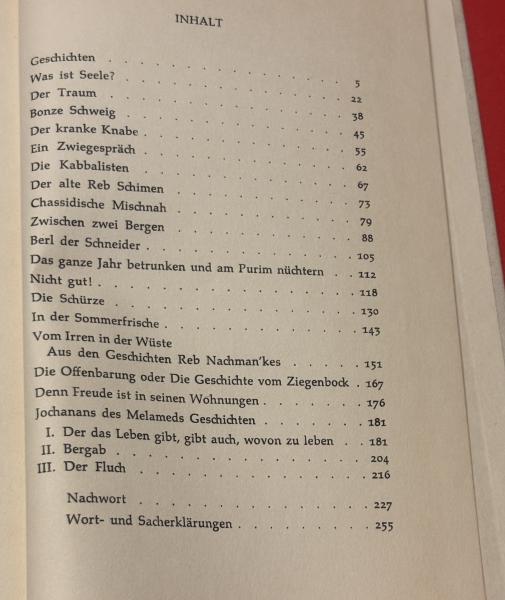 INHALT
Geschichten . . . . . . . . . . . . . 5
Was ist Seele? . . . . . . . . . . . . 22
Der Traum . . . . . . . . . . . . . 38
Bonze Schweig . . . . . . . . . . . . 45
Der kranke Knabe . . . . . . . . . . . 55
Ein Zwiegespräch . . . . . . . . . . . 62
Die Kabbalisten . . . . . . . . . . . . 67
Der alte Reb Schimen . . . . . . . . . . 73
Chassidische Mischnah . . . . . . . . . . 79
Zwischen zwei Bergen . . . . . . . . . . 88
Berl der Schneider . . . . . . . . . . . 105
Das ganze Jahr betrunken und am Purim nüchtern . . 112
Nicht gut! . . . . . . . . . . . . . 118
Die Schürze . . . . . . . . . . . . . 130
In der Sommerfrische . . . . . . . . . . 143
Vom Irren in der Wüste
Aus den Geschichten Reb Nachman'kes . . . . 151
Die Offenbarung oder Die Geschichte vom Ziegenbock . 167
Denn Freude ist in seinen Wohnungen . . . . . 176
Jochanans des Melameds Geschichten . . . . . 181
I. Der das Leben gibt, gibt auch, wovon zu leben . . 181
II. Bergab . . . . . . . . . . . . . 204
III. Der Fluch . . . . . . . . . . . . 216
Nachwort . . . . . . . . . . . . 227
Wort- und Sacherklärungen . . . . . . . 255